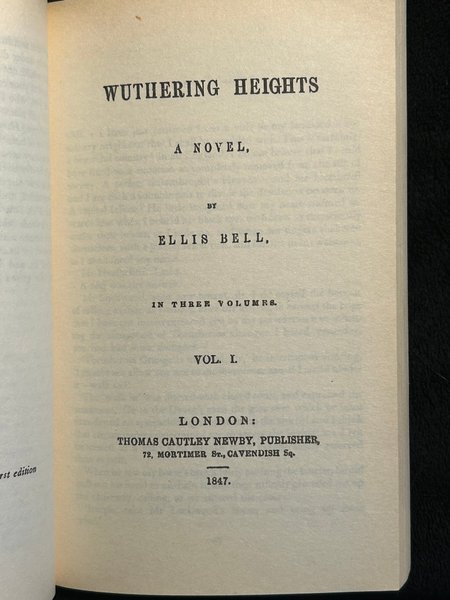 WUTHERING HEIGHTS
A NOVEL,
BY
ELLIS BELL,
IN THREE VOLUMES.
VOL. I.
LONDON:
THOMAS CAUTLEY NEWBY, PUBLISHER,
72, MORTIMER St., CAVENDISH Sq.
1847.
edition